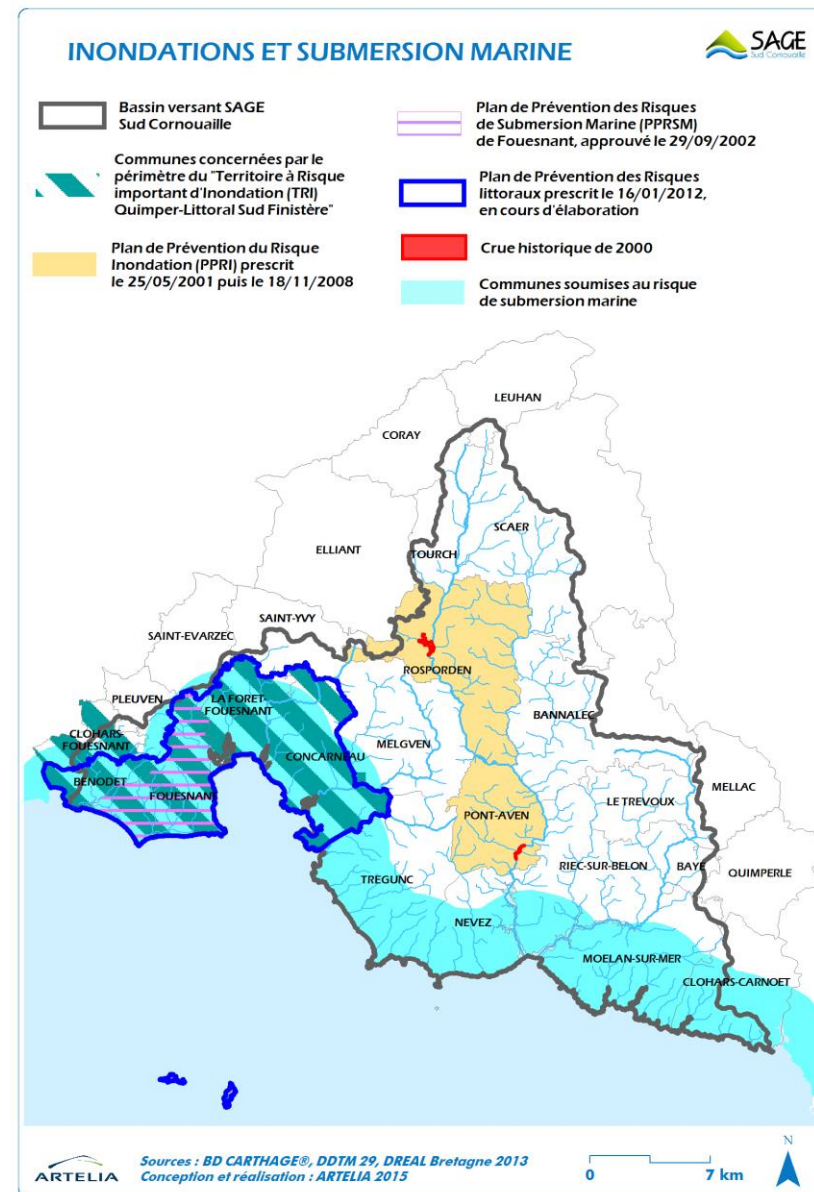 INONDATIONS ET SUBMERSION MARINE
SAGE
Sud Cornouaille
Bassin versant SAGE
Sud Cornouaille
Communes concernées par le
périmètre du "Territoire à Risque
important d'Inondation (TRI)
Quimper-Littoral Sud Finistère"
Plan de Prévention du Risque
Inondation (PPRI) prescrit
le 25/05/2001 puis le 18/11/2008
Plan de Prévention des Risques
de Submersion Marine (PPRSM)
de Fouesnant, approuvé le 29/09/2002
Plan de Prévention des Risques
littoraux prescrit le 16/01/2012,
en cours d'élaboration
Crue historique de 2000
Communes soumises au risque
de submersion marine
LEUHAN
CORAY
SCAER
ELLIANT
TOURCH
SAINT-YVY
SAINT-EVARZEC
ROSPORDEN
PLEUVEN
LA FORET-
FOUESNANT
BANNALEC
CLOHARS-
FOUESNANT
MELGVEN
CONCARNEAU
BENODET
MELLAC
FOUESNANT
LE TREVOUX
PONT-AVEN
RIEC-SUR-BELON
BAYE
QUIMPERLE
TREGUNC
NEVEZ
MOELAN-SUR-MER
CLOHARS-CARNOET
ARTELIA
Sources : BD CARTHAGE®, DDTM 29, DREAL Bretagne 2013
Conception et réalisation : ARTELIA 2015
0 7 km
N